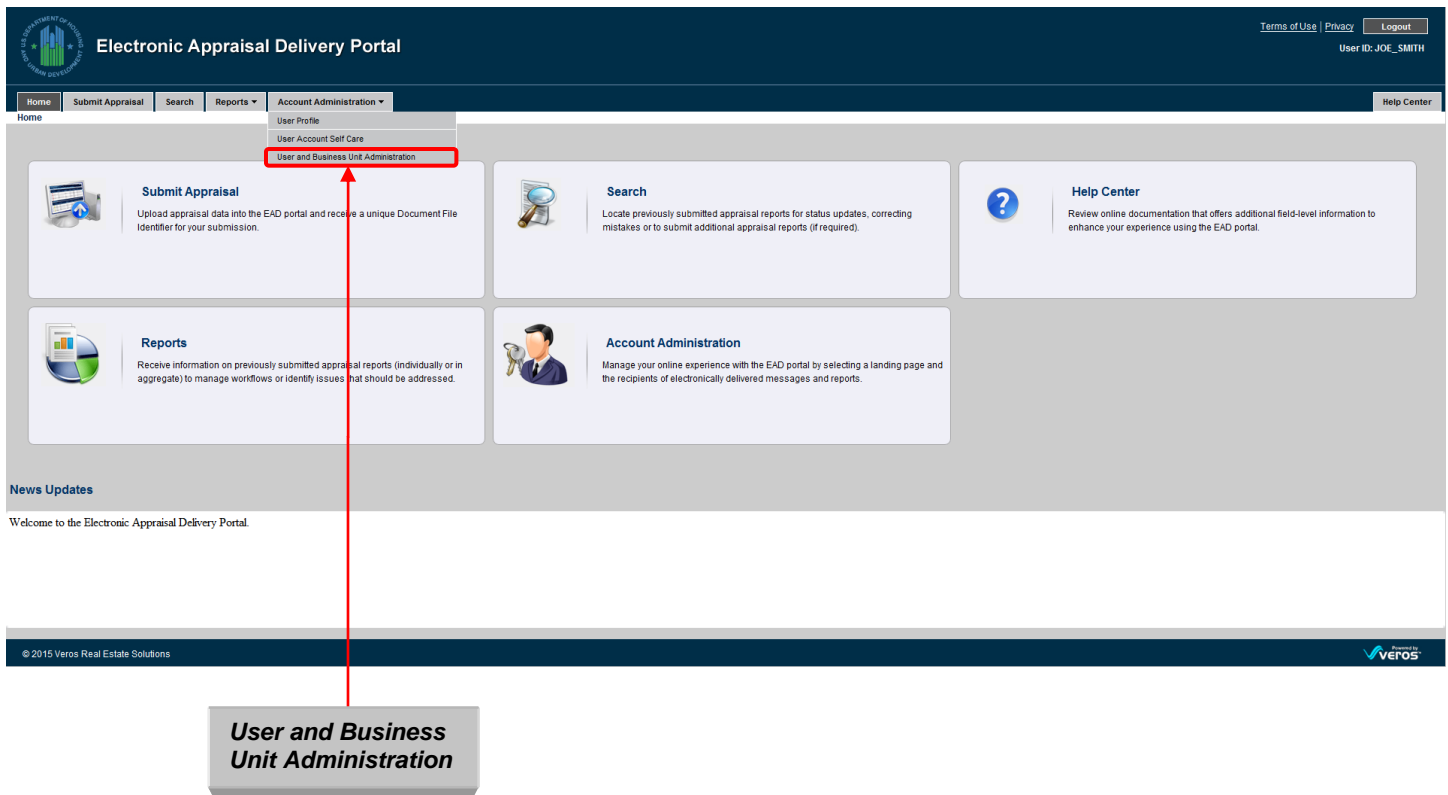 U.S. DEPARTMENT OF HOUSING
AND URBAN DEVELOPMENT
Electronic Appraisal Delivery Portal
Terms of Use | Privacy Logout
User ID: JOE_SMITH
Home Submit Appraisal Search Reports Account Administration Help Center
Home
User Profile
User Account Self Care
User and Business Unit Administration
Submit Appraisal
Upload appraisal data into the EAD portal and receive a unique Document File
Identifier for your submission.
Search
Locate previously submitted appraisal reports for status updates, correcting
mistakes or to submit additional appraisal reports (if required).
Help Center
Review online documentation that offers additional field-level information to
enhance your experience using the EAD portal.
Reports
Receive information on previously submitted appraisal reports (individually or in
aggregate) to manage workflows or identify issues that should be addressed.
Account Administration
Manage your online experience with the EAD portal by selecting a landing page and
the recipients of electronically delivered messages and reports.
News Updates
Welcome to the Electronic Appraisal Delivery Portal.
© 2015 Veros Real Estate Solutions
Powered by
veros
User and Business
Unit Administration